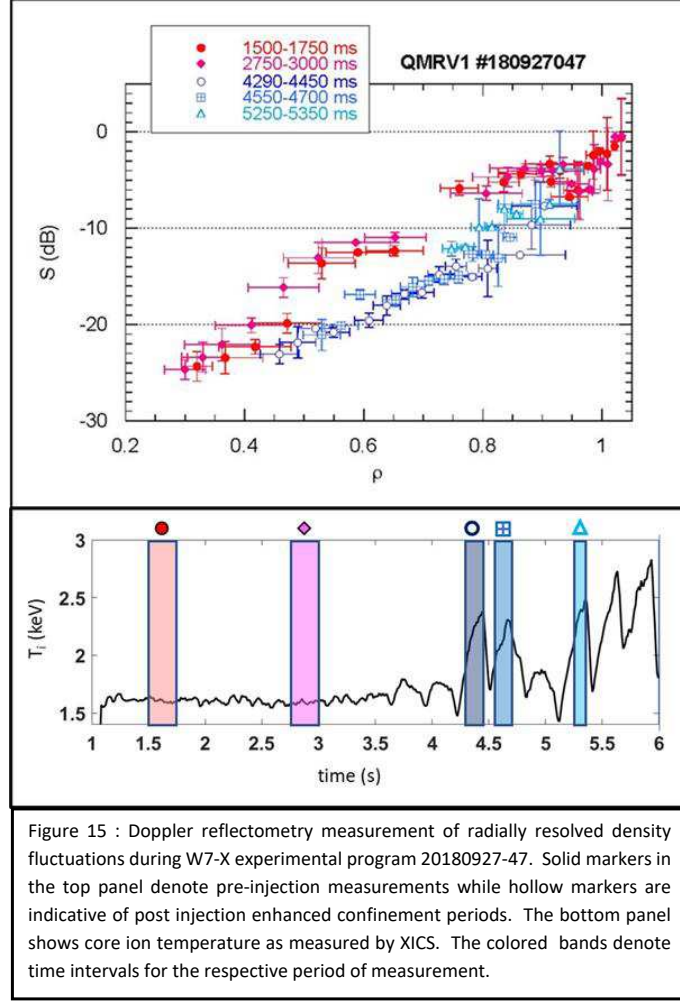 1500-1750 ms
2750-3000 ms
4290-4450 ms
4550-4700 ms
5250-5350 ms
QMRV1 #180927047
0
-10
-20
-30
S (dB)
0.2 0.4 0.6 0.8 1
ρ
3
2.5
2
1.5
T_i (keV)
1 1.5 2 2.5 3 3.5 4 4.5 5 5.5 6
time (s)
Figure 15 : Doppler reflectometry measurement of radially resolved density
fluctuations during W7-X experimental program 20180927-47. Solid markers in
the top panel denote pre-injection measurements while hollow markers are
indicative of post injection enhanced confinement periods. The bottom panel
shows core ion temperature as measured by XICS. The colored bands denote
time intervals for the respective period of measurement.